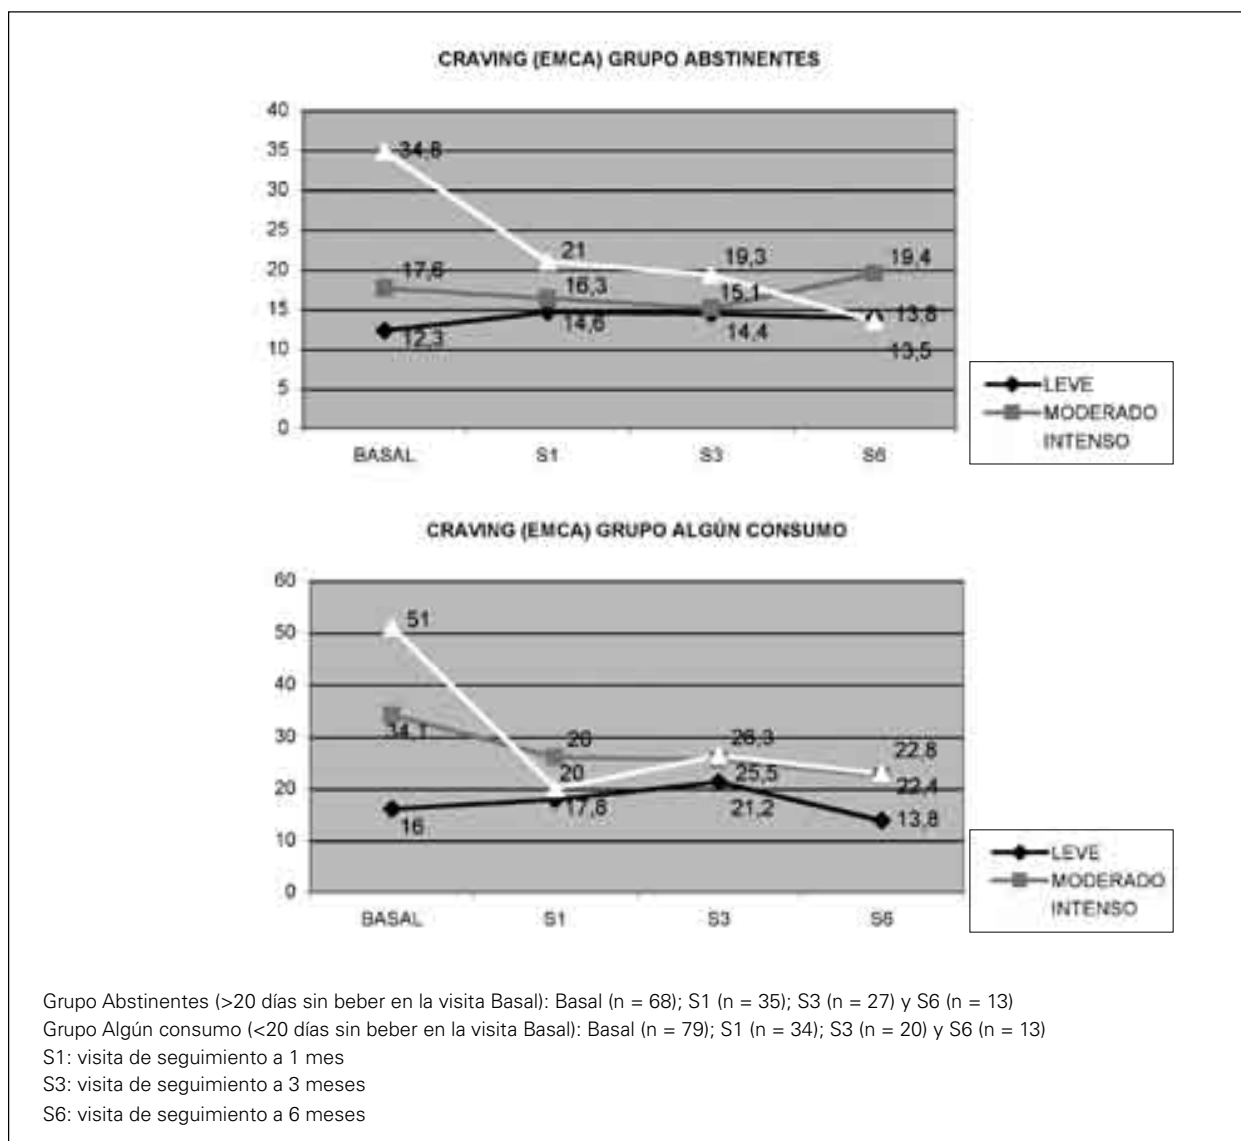 CRAVING (EMCA) GRUPO ABSTINENTES
40
35
30
25
20
15
10
5
0
34,8
21
19,3
19,4
17,6
16,3
15,1
13,8
12,3
14,6
14,4
13,5
BASAL S1 S3 S6
LEVE
MODERADO
INTENSO
CRAVING (EMCA) GRUPO ALGÚN CONSUMO
60
50
40
30
20
10
0
51
34,1
26
26,3
22,8
20
25,5
22,4
16
17,8
21,2
13,8
BASAL S1 S3 S6
LEVE
MODERADO
INTENSO
Grupo Abstinentes (>20 días sin beber en la visita Basal): Basal (n = 68); S1 (n = 35); S3 (n = 27) y S6 (n = 13)
Grupo Algún consumo (<20 días sin beber en la visita Basal): Basal (n = 79); S1 (n = 34); S3 (n = 20) y S6 (n = 13)
S1: visita de seguimiento a 1 mes
S3: visita de seguimiento a 3 meses
S6: visita de seguimiento a 6 meses